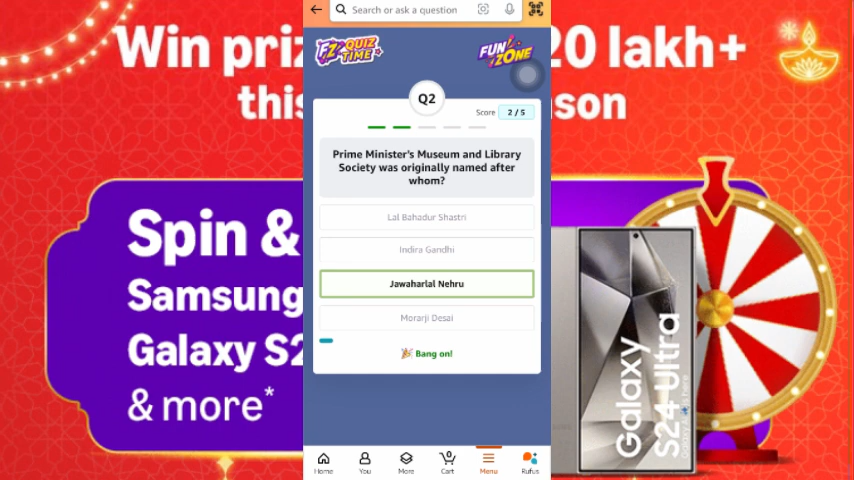 Win priz
20 lakh+
this
son
Search or ask a question
FZ QUIZ TIME
FUN ZONE
Q2
Score 2 / 5
Prime Minister's Museum and Library
Society was originally named after
whom?
Lal Bahadur Shastri
Indira Gandhi
Jawaharlal Nehru
Morarji Desai
Bang on!
Spin &
Samsung
Galaxy S2
& more*
Galaxy
S24 Ultra
Home
You
More
0
Cart
Menu
Rufus